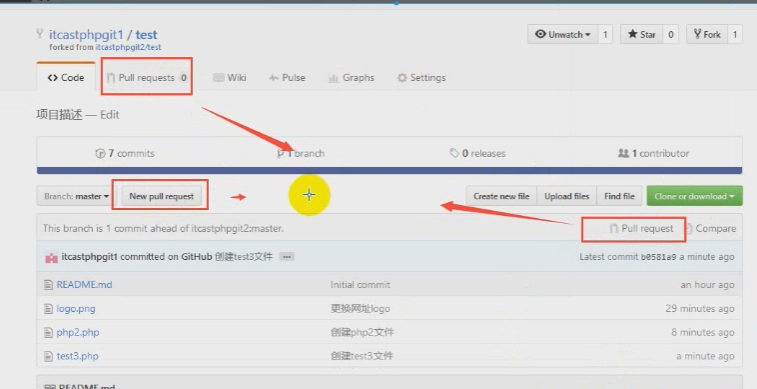 itcastphpgit1 / test
forked from itcastphpgit2/test
Unwatch 1 Star 0 Fork 1
Code Pull requests 0 Wiki Pulse Graphs Settings
项目描述 — Edit
7 commits 1 branch 0 releases 1 contributor
Branch: master New pull request Create new file Upload files Find file Clone or download
This branch is 1 commit ahead of itcastphpgit2:master. Pull request Compare
itcastphpgit1 committed on GitHub 创建test3文件 ... Latest commit b0581a9 a minute ago
README.md Initial commit an hour ago
logo.png 更换网址logo 29 minutes ago
php2.php 创建php2文件 8 minutes ago
test3.php 创建test3文件 a minute ago
README.md